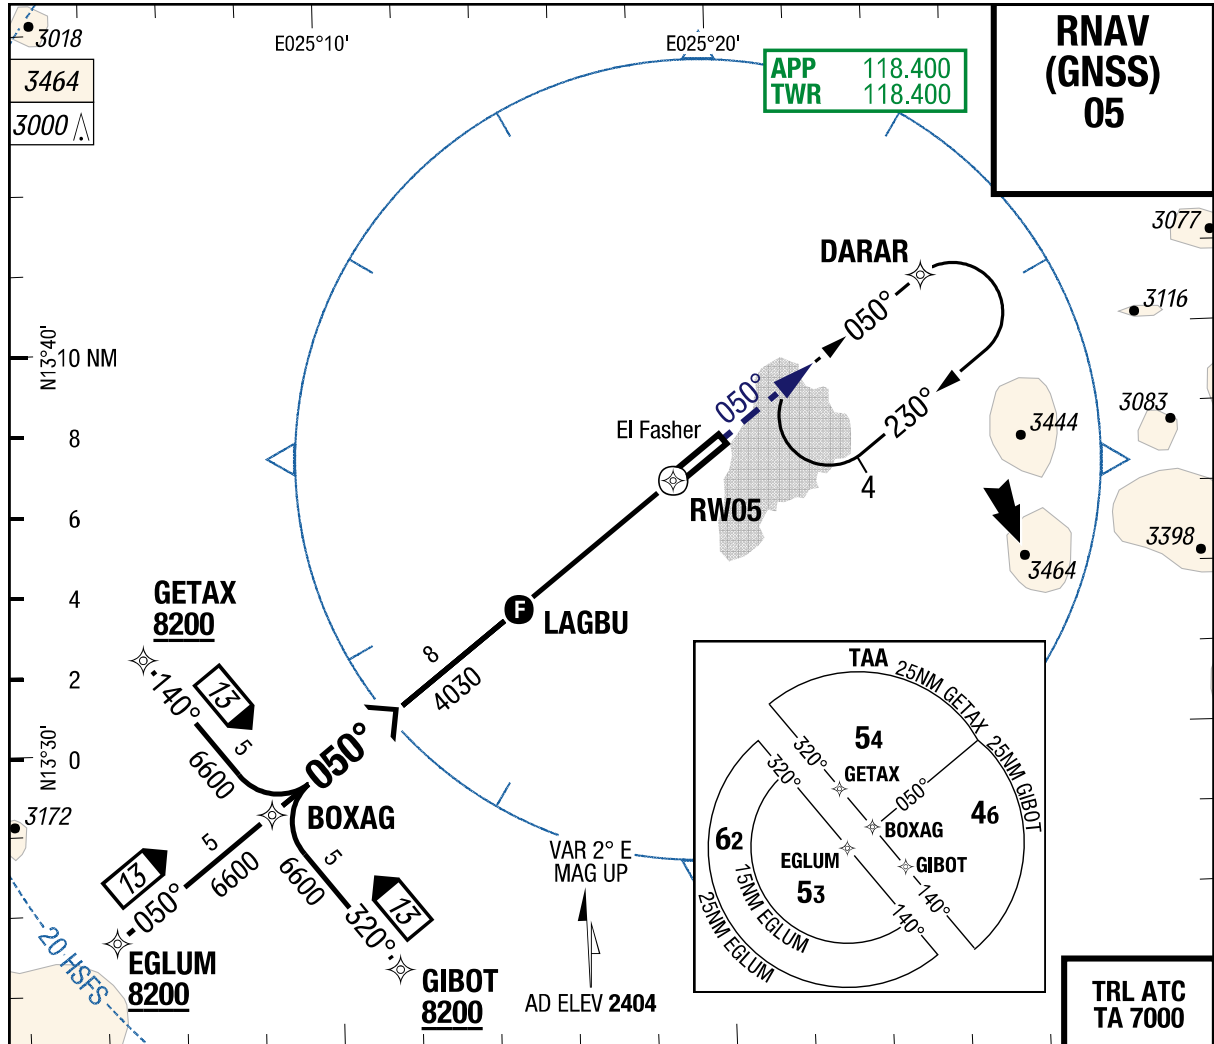 3018
3464
3000
E025°10'
E025°20'
APP 118.400
TWR 118.400
RNAV
(GNSS)
05
3077
3116
DARAR
050°
N13°40'
10 NM
050°
230°
El Fasher
3444
3083
8
4
6
RW05
3398
3464
4
GETAX
8200
F
LAGBU
8
4030
2
140°
13
5
6600
050°
N13°30'
0
BOXAG
3172
5
6600
5
6600
13
050°
13
320°
EGLUM
8200
GIBOT
8200
20 HSFS
VAR 2° E
MAG UP
AD ELEV 2404
TAA
25NM GETAX
25NM GIBOT
54
320°
320°
GETAX
050°
46
BOXAG
62
EGLUM
GIBOT
53
140°
140°
15NM EGLUM
25NM EGLUM
TRL ATC
TA 7000